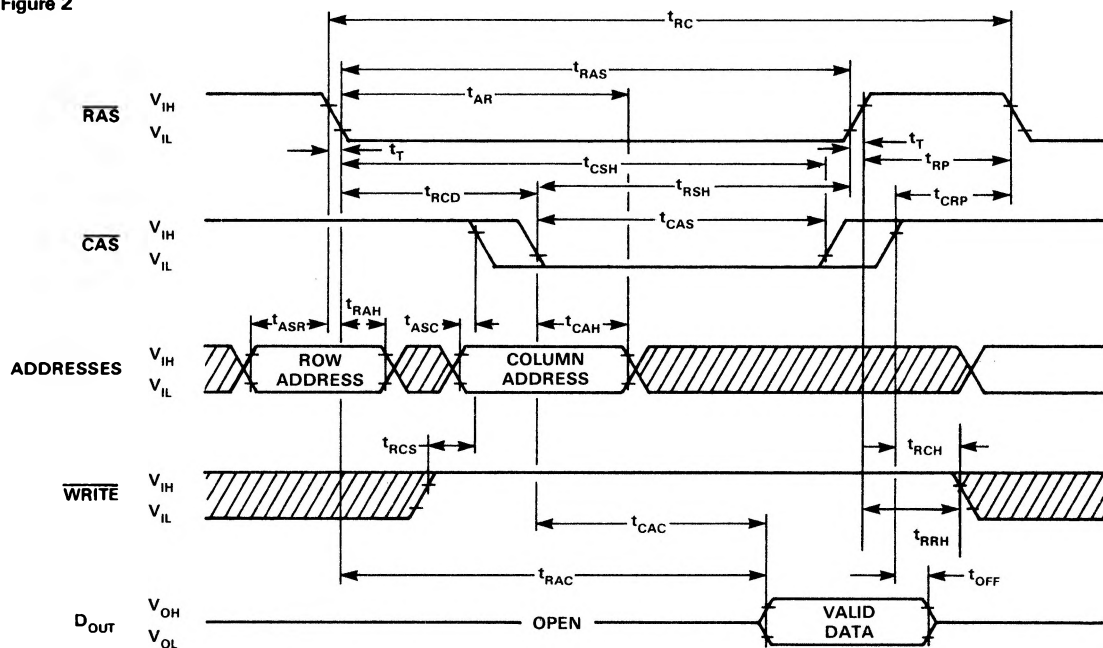 Figure 2
tRC
tRAS
tAR
RAS
VIH
VIL
tT
tT
tCSH
tRP
tRCD
tRSH
tCRP
tCAS
CAS
VIH
VIL
tASR
tRAH
tASC
tCAH
ADDRESSES
VIH
VIL
ROW
ADDRESS
COLUMN
ADDRESS
tRCS
tRCH
WRITE
VIH
VIL
tCAC
tRRH
tRAC
tOFF
DOUT
VOH
VOL
OPEN
VALID
DATA